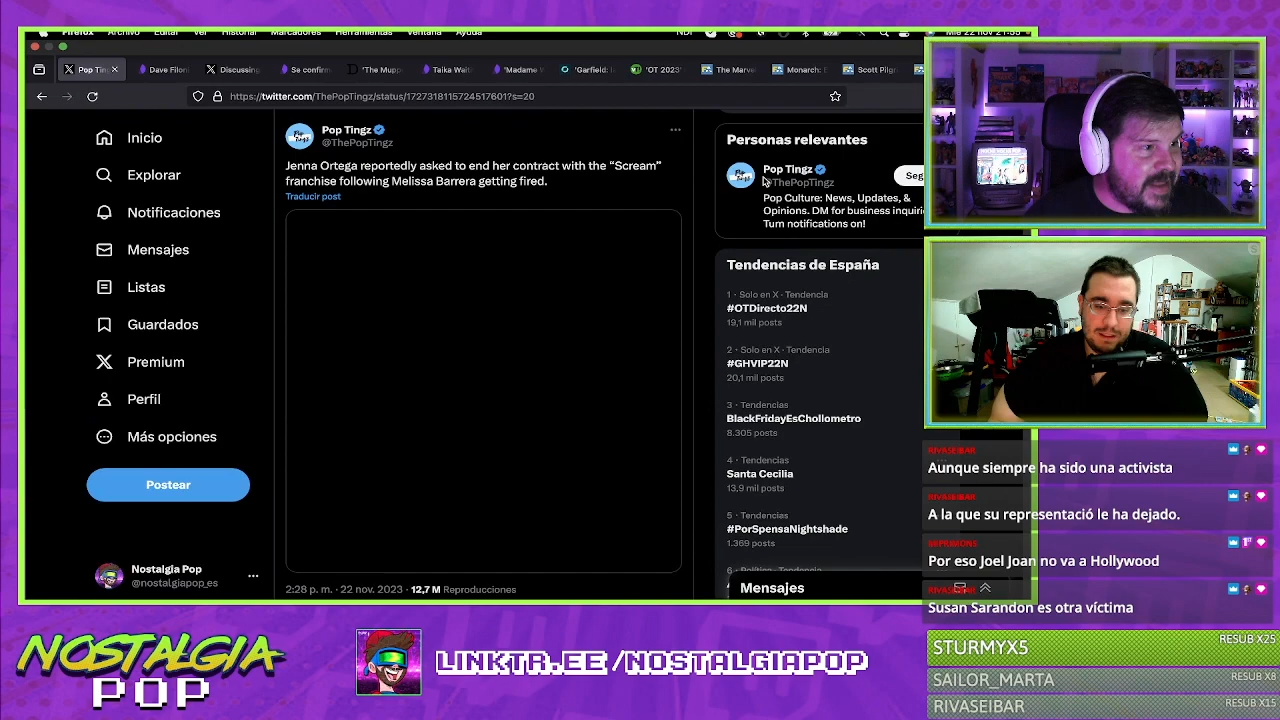 Firefox Archivo Editar Ver Historial Marcadores Herramientas Ventana Ayuda
Pop Tin
Dave Filoni
Discussing
'The Mupp
Taika Wai
'Madame
'Garfield:
'OT 2023'
The Marve
Monarch:
Scott Pilgr
https://twitter.com/ThePopTingz/status/1727318115724517601?s=20
Inicio
Explorar
Notificaciones
Mensajes
Listas
Guardados
Premium
Perfil
Más opciones
Postear
Nostalgia Pop
@nostalgiapop_es
Pop Tingz
@ThePopTingz
rtega reportedly asked to end her contract with the “Scream”
franchise following Melissa Barrera getting fired.
Traducir post
2:28 p. m. · 22 nov. 2023 · 12,7 M Reproducciones
Personas relevantes
Pop Tingz
@ThePopTingz
Seg
Pop Culture: News, Updates, &
Opinions. DM for business inquiri
Turn notifications on!
Tendencias de España
1 · Solo en X · Tendencia
#OTDirecto22N
19,1 mil posts
2 · Solo en X · Tendencia
#GHVIP22N
20,1 mil posts
3 · Tendencias
BlackFridayEsChollometro
8.305 posts
4 · Tendencias
Santa Cecilia
13,9 mil posts
5 · Tendencias
#PorSpensaNightshade
1.369 posts
Mensajes
RIVASEIBAR
Aunque siempre ha sido una activista
RIVASEIBAR
A la que su representació le ha dejado.
Por eso Joel Joan no va a Hollywood
RIVASEIBAR
Susan Sarandon es otra víctima
STURMYX5 RESUB X25
SAILOR_MARTA RESUB X8
RIVASEIBAR RESUB X15
NOSTALGIA
POP
LINKTR.EE /NOSTALGIAPOP